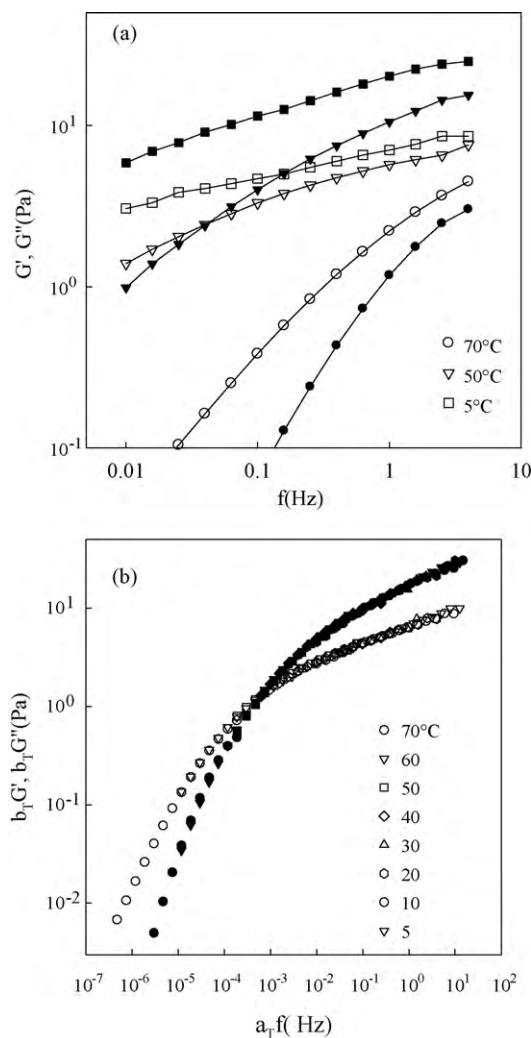 (a)
10¹
10⁰
10⁻¹
G', G"(Pa)
70°C
50°C
5°C
0.01 0.1 1 10
f(Hz)
(b)
10¹
10⁰
10⁻¹
10⁻²
b_TG', b_TG"(Pa)
70°C
60
50
40
30
20
10
5
10⁻⁷ 10⁻⁶ 10⁻⁵ 10⁻⁴ 10⁻³ 10⁻² 10⁻¹ 10⁰ 10¹ 10²
a_Tf( Hz)